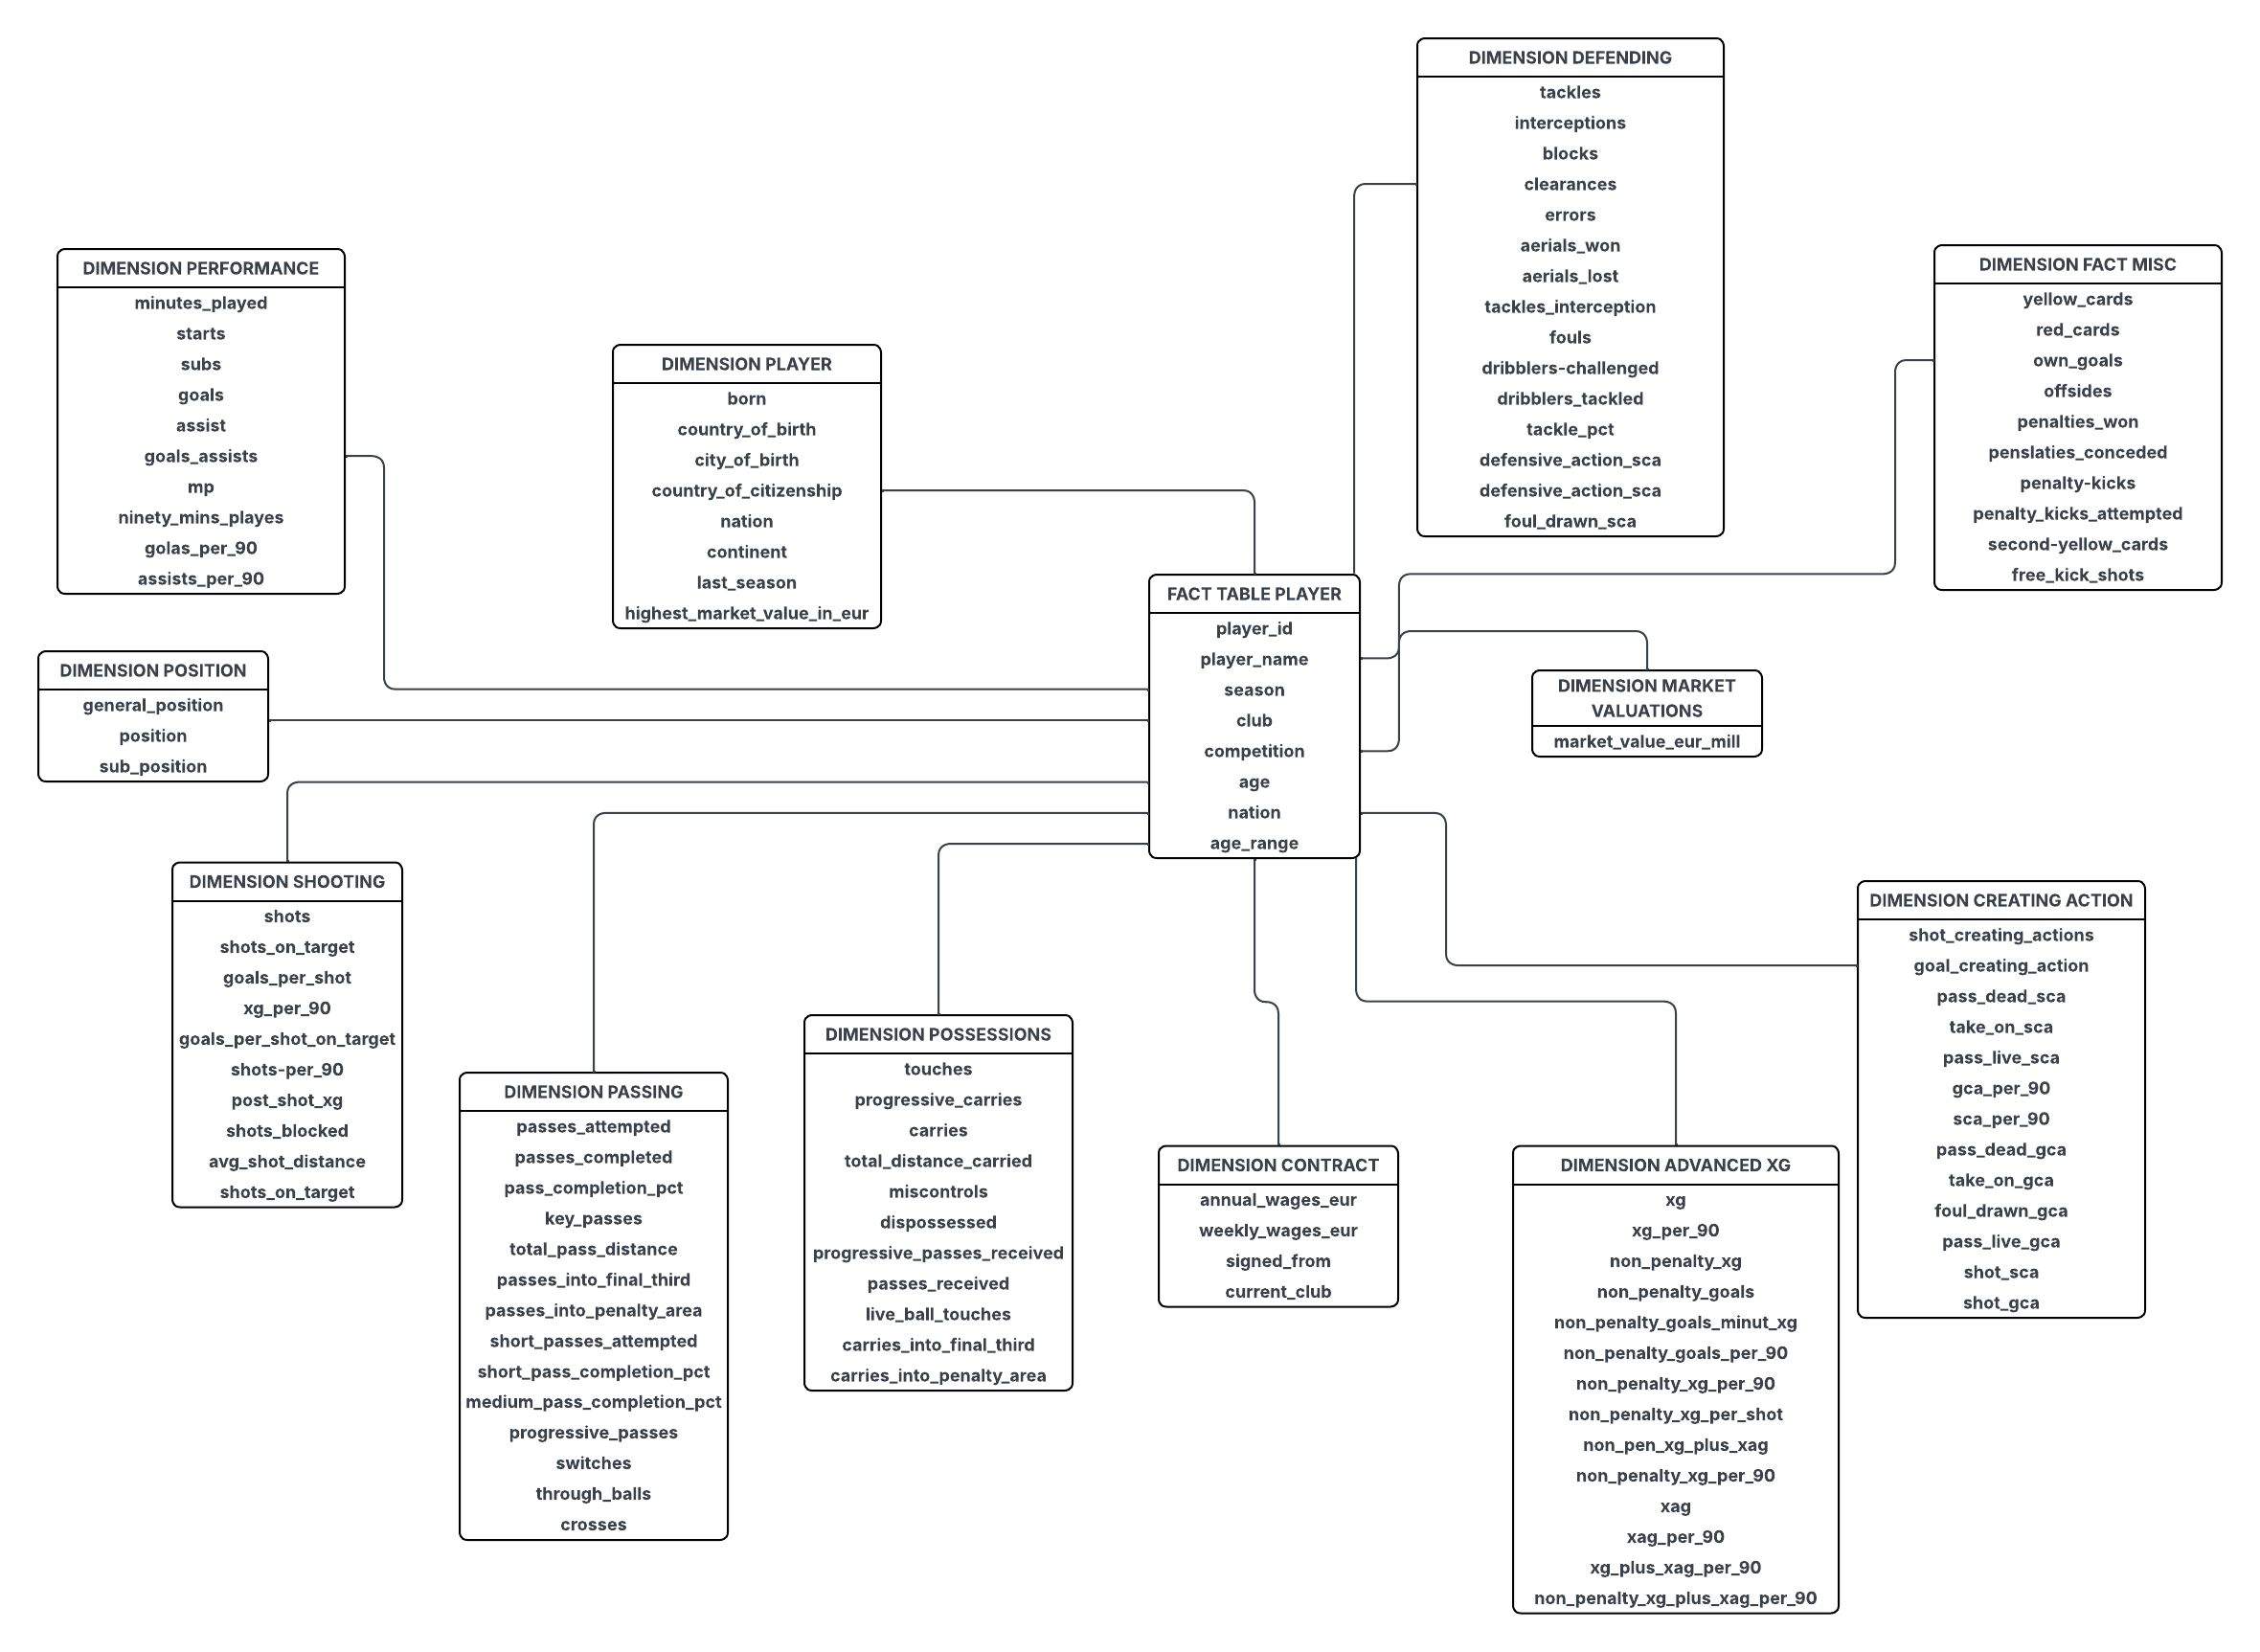 DIMENSION DEFENDING
tackles
interceptions
blocks
clearances
errors
aerials_won
aerials_lost
tackles_interception
fouls
dribblers-challenged
dribblers_tackled
tackle_pct
defensive_action_sca
defensive_action_sca
foul_drawn_sca
DIMENSION FACT MISC
yellow_cards
red_cards
own_goals
offsides
penalties_won
penslaties_conceded
penalty-kicks
penalty_kicks_attempted
second-yellow_cards
free_kick_shots
DIMENSION PERFORMANCE
minutes_played
starts
subs
goals
assist
goals_assists
mp
ninety_mins_playes
golas_per_90
assists_per_90
DIMENSION PLAYER
born
country_of_birth
city_of_birth
country_of_citizenship
nation
continent
last_season
highest_market_value_in_eur
FACT TABLE PLAYER
player_id
player_name
season
club
competition
age
nation
age_range
DIMENSION POSITION
general_position
position
sub_position
DIMENSION MARKET
VALUATIONS
market_value_eur_mill
DIMENSION SHOOTING
shots
shots_on_target
goals_per_shot
xg_per_90
goals_per_shot_on_target
shots-per_90
post_shot_xg
shots_blocked
avg_shot_distance
shots_on_target
DIMENSION PASSING
passes_attempted
passes_completed
pass_completion_pct
key_passes
total_pass_distance
passes_into_final_third
passes_into_penalty_area
short_passes_attempted
short_pass_completion_pct
medium_pass_completion_pct
progressive_passes
switches
through_balls
crosses
DIMENSION POSSESSIONS
touches
progressive_carries
carries
total_distance_carried
miscontrols
dispossessed
progressive_passes_received
passes_received
live_ball_touches
carries_into_final_third
carries_into_penalty_area
DIMENSION CONTRACT
annual_wages_eur
weekly_wages_eur
signed_from
current_club
DIMENSION ADVANCED XG
xg
xg_per_90
non_penalty_xg
non_penalty_goals
non_penalty_goals_minut_xg
non_penalty_goals_per_90
non_penalty_xg_per_90
non_penalty_xg_per_shot
non_pen_xg_plus_xag
non_penalty_xg_per_90
xag
xag_per_90
xg_plus_xag_per_90
non_penalty_xg_plus_xag_per_90
DIMENSION CREATING ACTION
shot_creating_actions
goal_creating_action
pass_dead_sca
take_on_sca
pass_live_sca
gca_per_90
sca_per_90
pass_dead_gca
take_on_gca
foul_drawn_gca
pass_live_gca
shot_sca
shot_gca